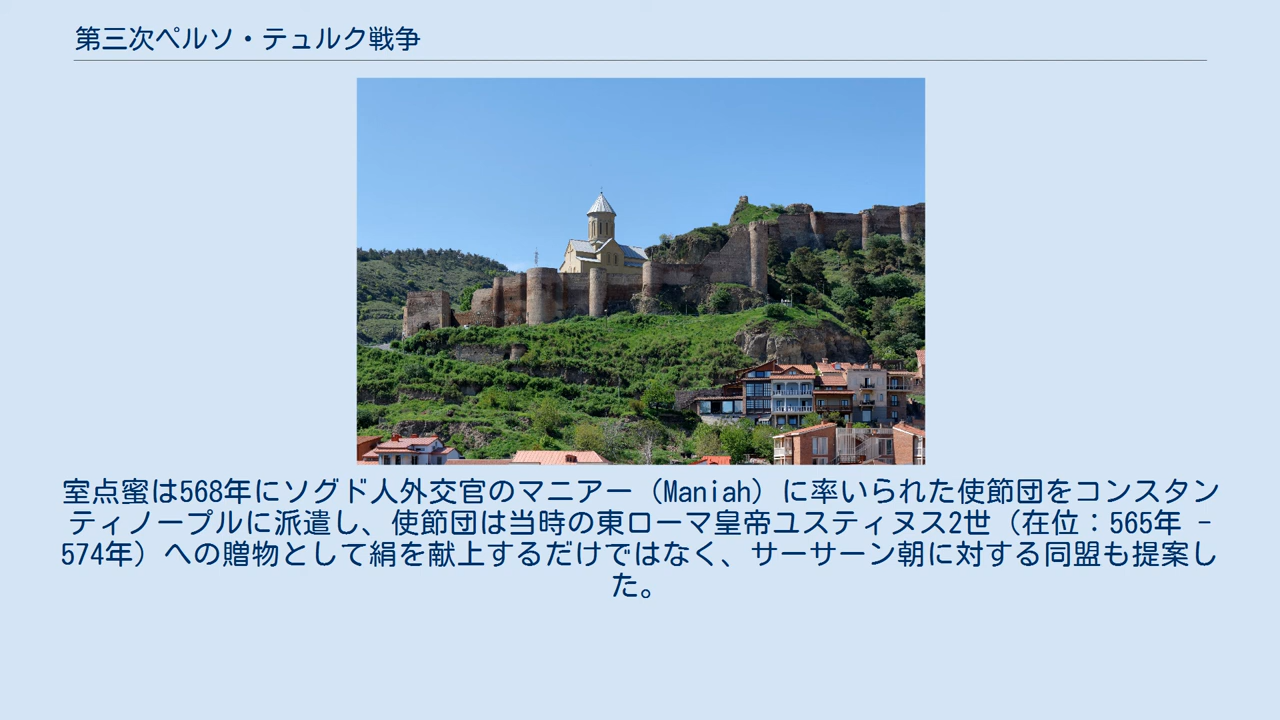 第三次ペルソ・テュルク戦争
室点蜜は568年にソグド人外交官のマニアー（Maniah）に率いられた使節団をコンスタン
ティノープルに派遣し、使節団は当時の東ローマ皇帝ユスティヌス2世（在位：565年 -
574年）への贈物として絹を献上するだけではなく、サーサーン朝に対する同盟も提案し
た。